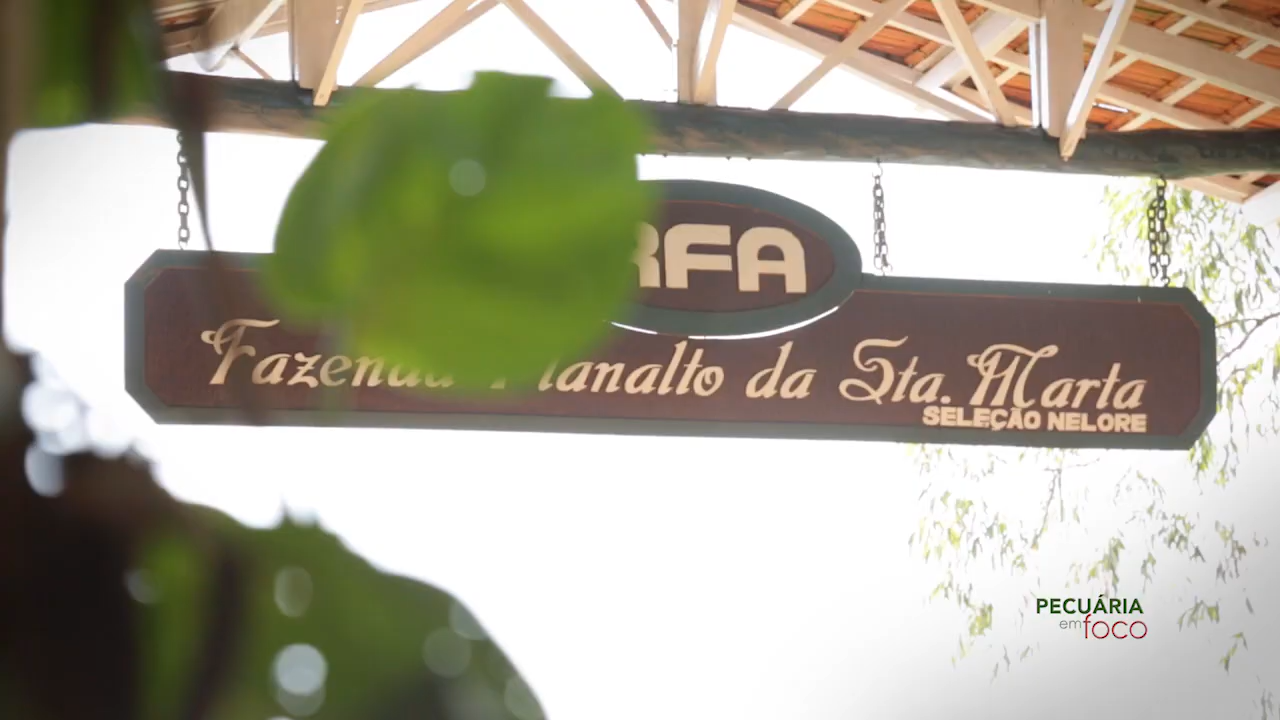 RFA
Fazenda Planalto da Sta. Marta
SELEÇÃO NELORE
PECUÁRIA
em foco